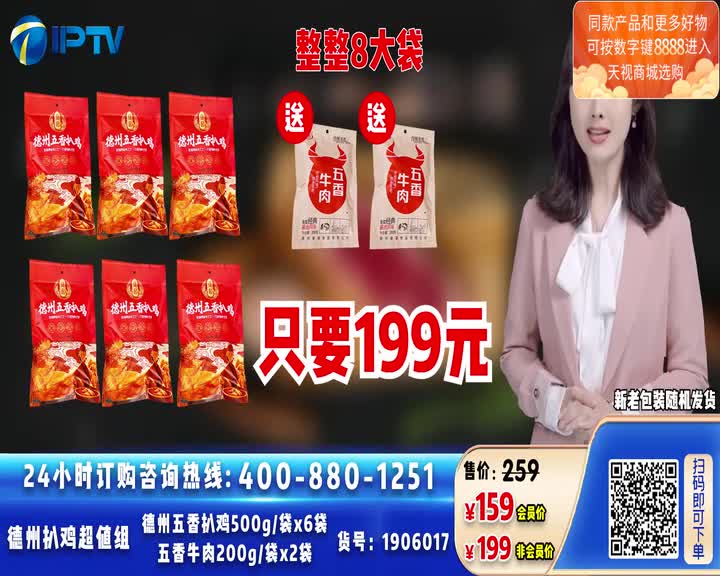 IPTV
整整8大袋
同款产品和更多好物
可按数字键8888进入
天视商城选购
德州五香扒鸡
德州五香扒鸡
德州五香扒鸡
送
送
五香
牛肉
五香
牛肉
德州五香扒鸡
德州五香扒鸡
德州五香扒鸡
只要199元
新老包装随机发货
24小时订购咨询热线:400-880-1251
德州扒鸡超值组
德州五香扒鸡500g/袋x6袋
五香牛肉200g/袋x2袋
货号：1906017
售价：259
¥159会员价
¥199非会员价
扫码即可下单